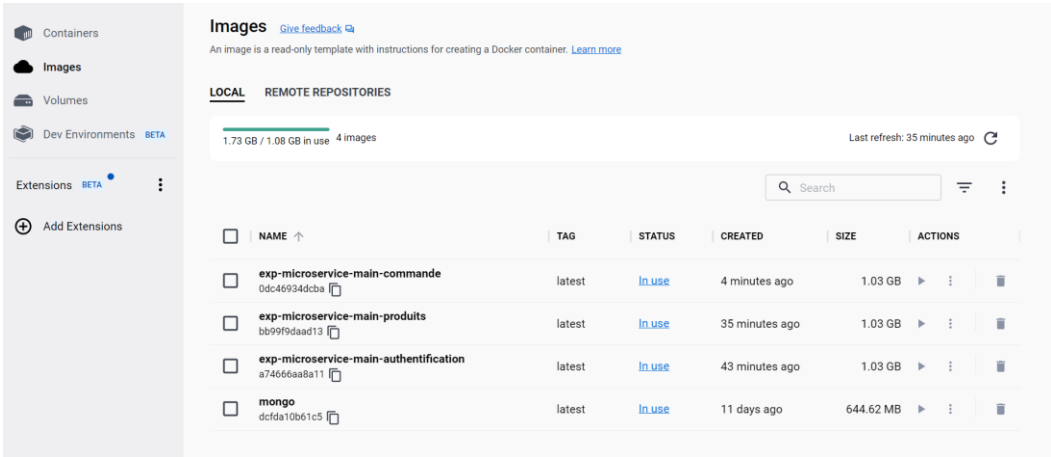 Containers
Images
Volumes
Dev Environments BETA
Extensions BETA
Add Extensions
Images Give feedback
An image is a read-only template with instructions for creating a Docker container. Learn more
LOCAL REMOTE REPOSITORIES
1.73 GB / 1.08 GB in use 4 images Last refresh: 35 minutes ago
Search
NAME TAG STATUS CREATED SIZE ACTIONS
exp-microservice-main-commande
0dc46934dcba
latest In use 4 minutes ago 1.03 GB
exp-microservice-main-produits
bb99f9daad13
latest In use 35 minutes ago 1.03 GB
exp-microservice-main-authentification
a74666aa8a11
latest In use 43 minutes ago 1.03 GB
mongo
dcfda10b61c5
latest In use 11 days ago 644.62 MB